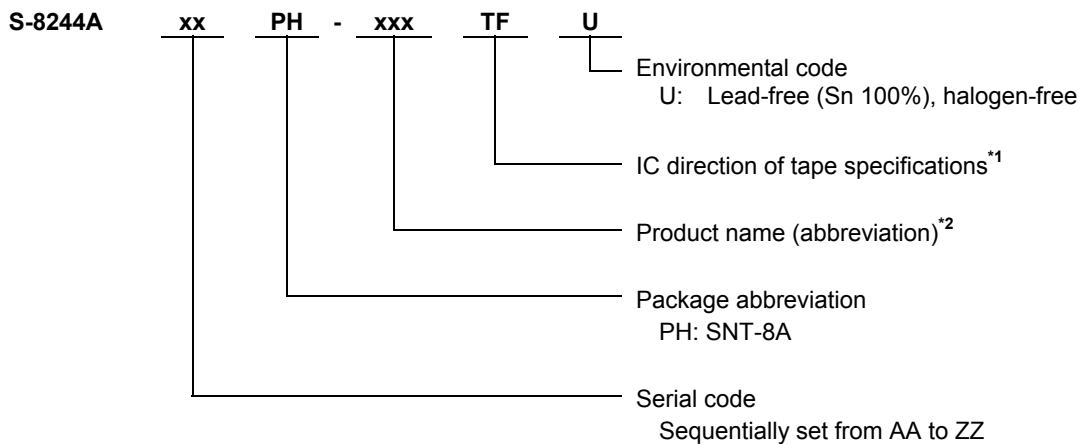 S-8244A xx PH - xxx TF U
Environmental code
U: Lead-free (Sn 100%), halogen-free
IC direction of tape specifications*1
Product name (abbreviation)*2
Package abbreviation
PH: SNT-8A
Serial code
Sequentially set from AA to ZZ